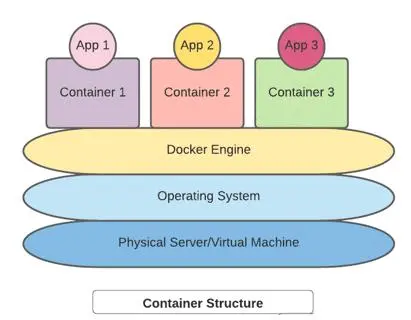 App 1
App 2
App 3
Container 1
Container 2
Container 3
Docker Engine
Operating System
Physical Server/Virtual Machine
Container Structure